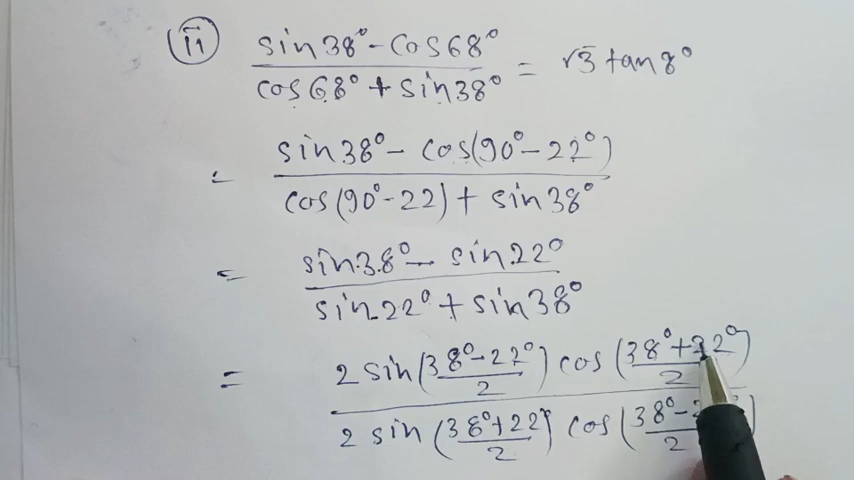 (ii) (sin38° - cos68°)/(cos68° + sin38°) = √3 tan8°
= (sin38° - cos(90° - 22°))/(cos(90° - 22) + sin38°)
= (sin38° - sin22°)/(sin22° + sin38°)
= (2 sin((38° - 22°)/2) cos((38° + 22°)/2))/(2 sin((38° + 22)/2) cos((38° - 2